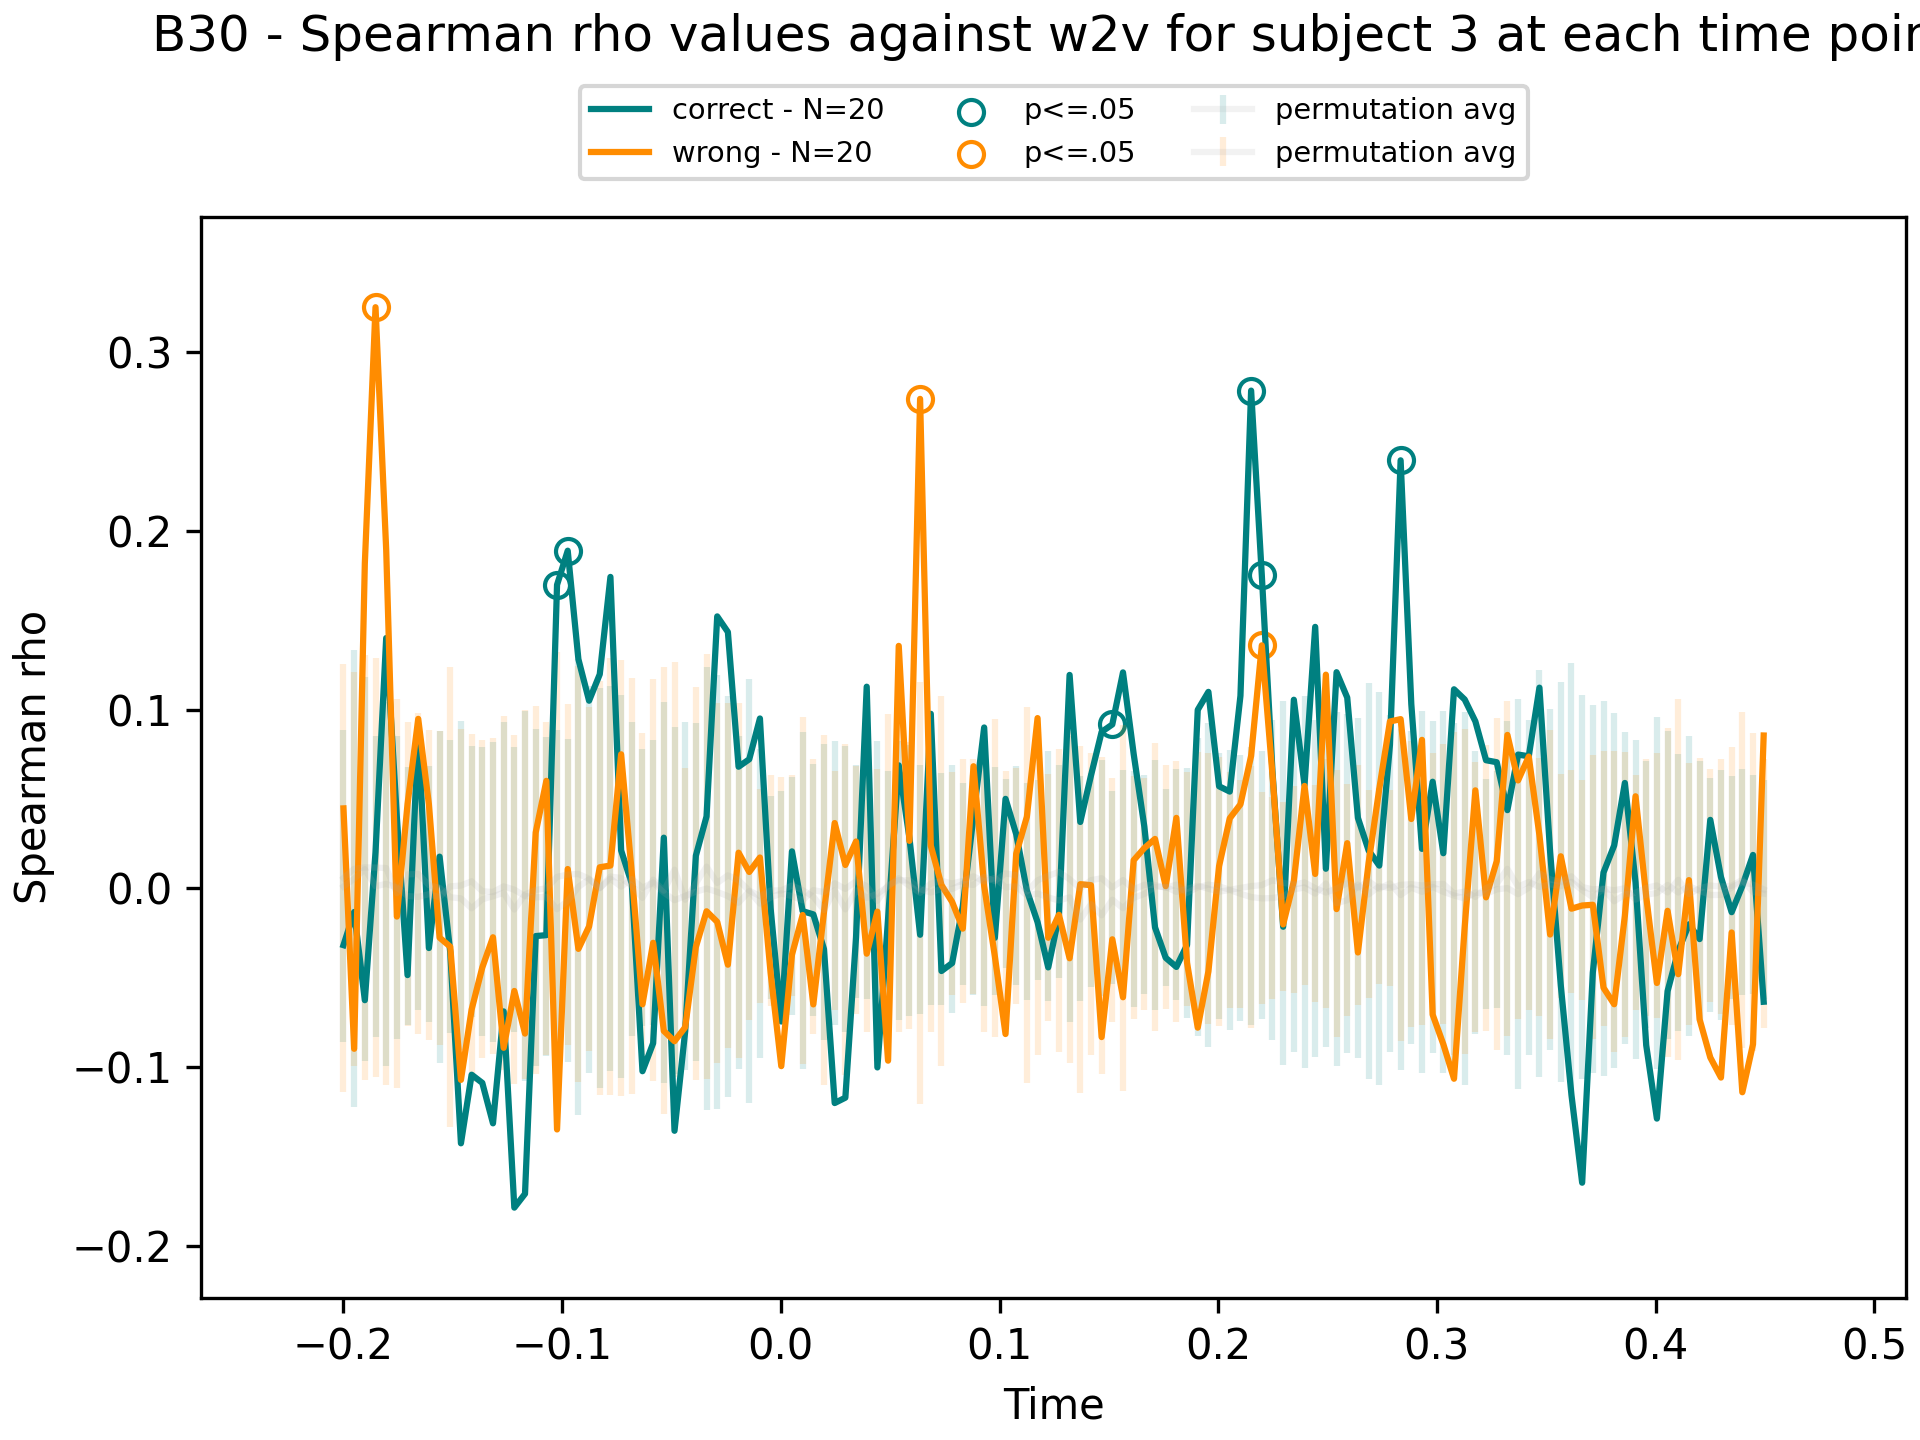 B30 - Spearman rho values against w2v for subject 3 at each time
correct - N=20 p<=.05 permutation avg
wrong - N=20 p<=.05 permutation avg
0.3
0.2
0.1
0.0
−0.1
−0.2
Spearman rho
−0.2 −0.1 0.0 0.1 0.2 0.3 0.4 0.5
Time